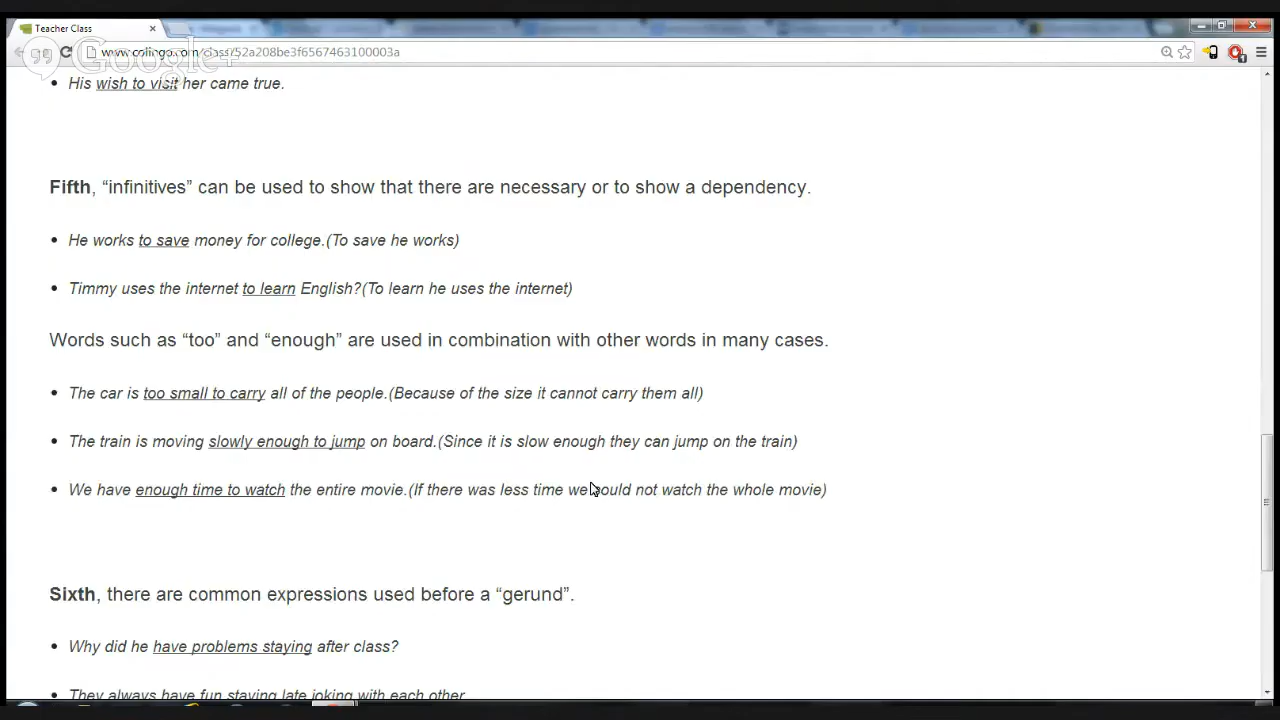 Teacher Class
www.colingo.com/class/52a208be3f6567463100003a
Google+
His wish to visit her came true.
Fifth, “infinitives” can be used to show that there are necessary or to show a dependency.
He works to save money for college.(To save he works)
Timmy uses the internet to learn English?(To learn he uses the internet)
Words such as “too” and “enough” are used in combination with other words in many cases.
The car is too small to carry all of the people.(Because of the size it cannot carry them all)
The train is moving slowly enough to jump on board.(Since it is slow enough they can jump on the train)
We have enough time to watch the entire movie.(If there was less time we could not watch the whole movie)
Sixth, there are common expressions used before a “gerund”.
Why did he have problems staying after class?
They always have fun staying late joking with each other.